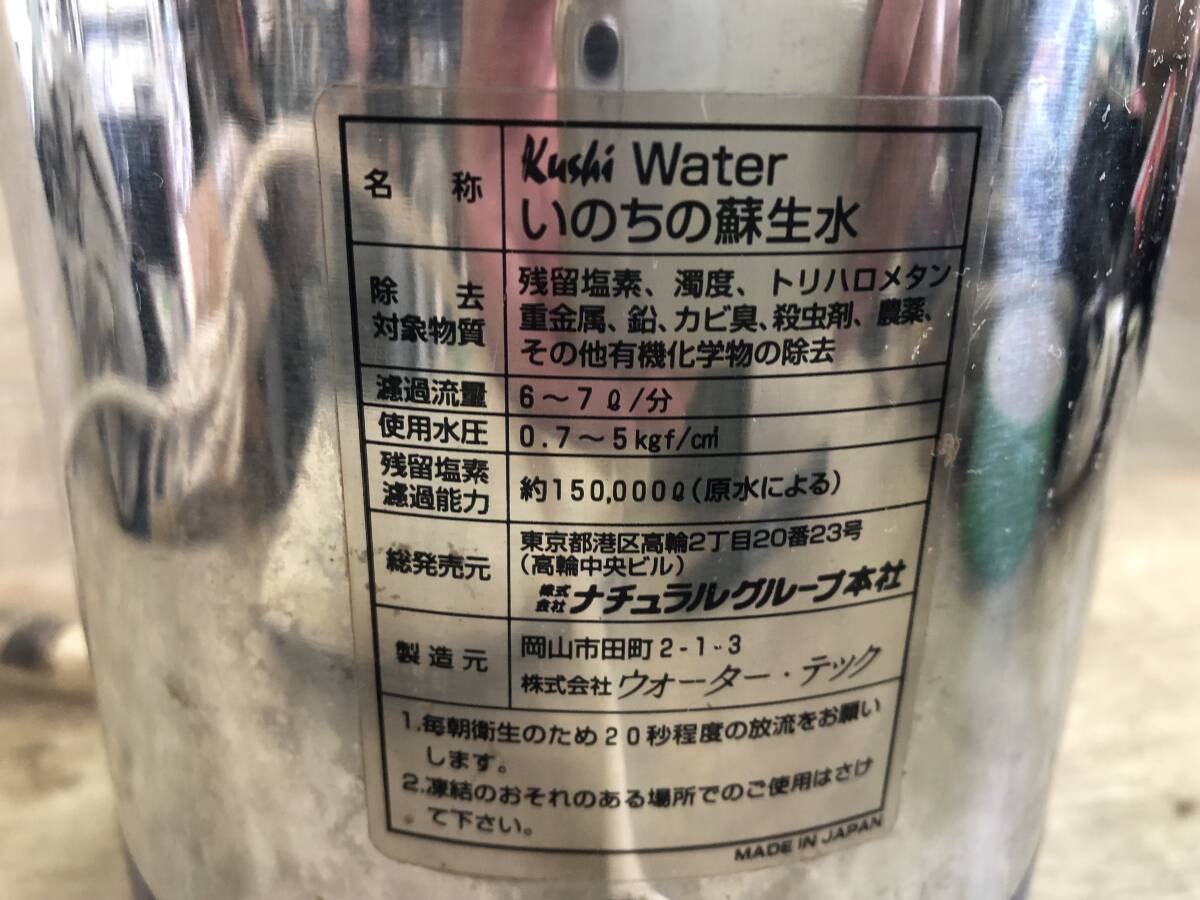 名称
Kushi Water
いのちの蘇生水
除去
対象物質
残留塩素、濁度、トリハロメタン
重金属、鉛、カビ臭、殺虫剤、農薬、
その他有機化学物の除去
濾過流量
6～7ℓ/分
使用水圧
0.7～5kgf/c㎡
残留塩素
濾過能力
約150,000ℓ(原水による)
総発売元
東京都港区高輪2丁目20番23号
(高輪中央ビル)
株式会社ナチュラルグループ本社
製造元
岡山市田町2-1-3
株式会社ウォーター・テック
1.毎朝衛生のため20秒程度の放流をお願い
します。
2.凍結のおそれのある場所でのご使用はさけ
て下さい。
MADE IN JAPAN